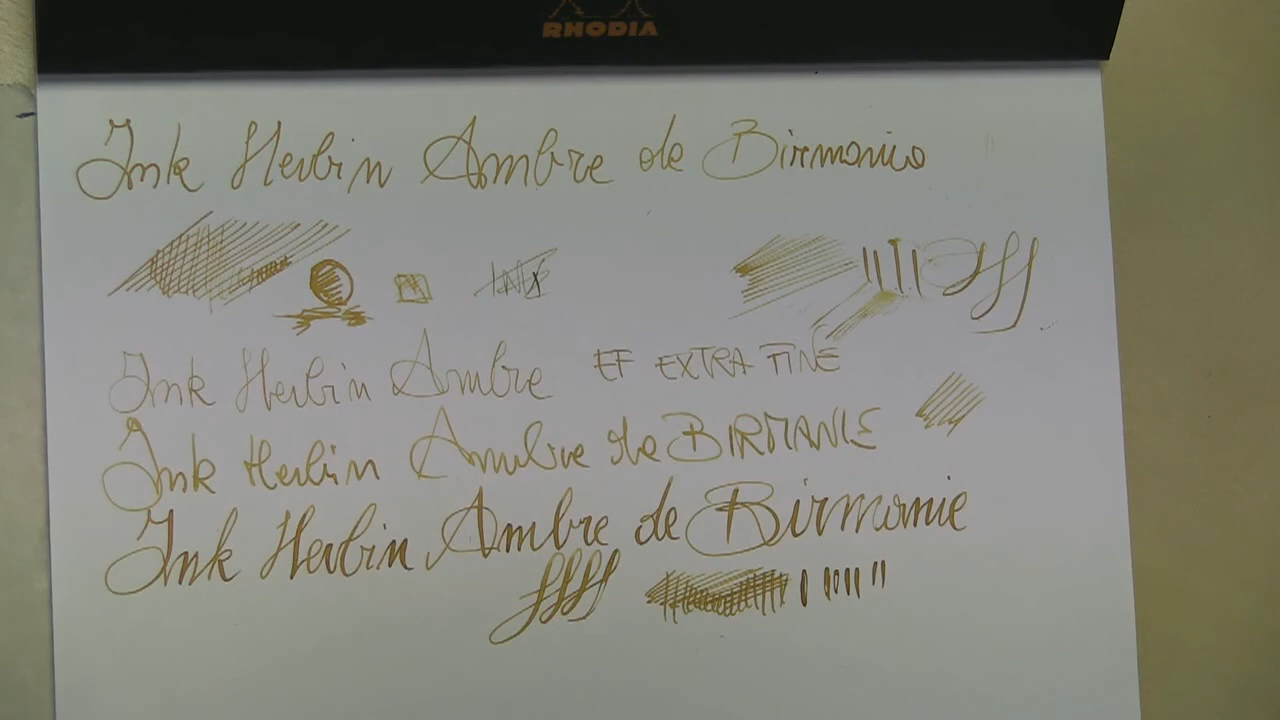 RHODIA
Ink Herbin Ambre de Birmanie
INK
Ink Herbin Ambre EF EXTRA FINE
Ink Herbin Ambre de BIRMANIE
Ink Herbin Ambre de Birmanie